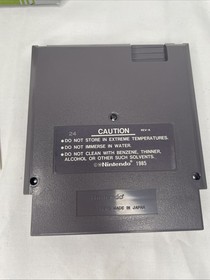 CAUTION
REV-A
• DO NOT STORE IN EXTREME TEMPERATURES.
• DO NOT IMMERSE IN WATER.
• DO NOT CLEAN WITH BENZENE, THINNER,
ALCOHOL OR OTHER SUCH SOLVENTS.
©Nintendo 1985
MADE IN JAPAN